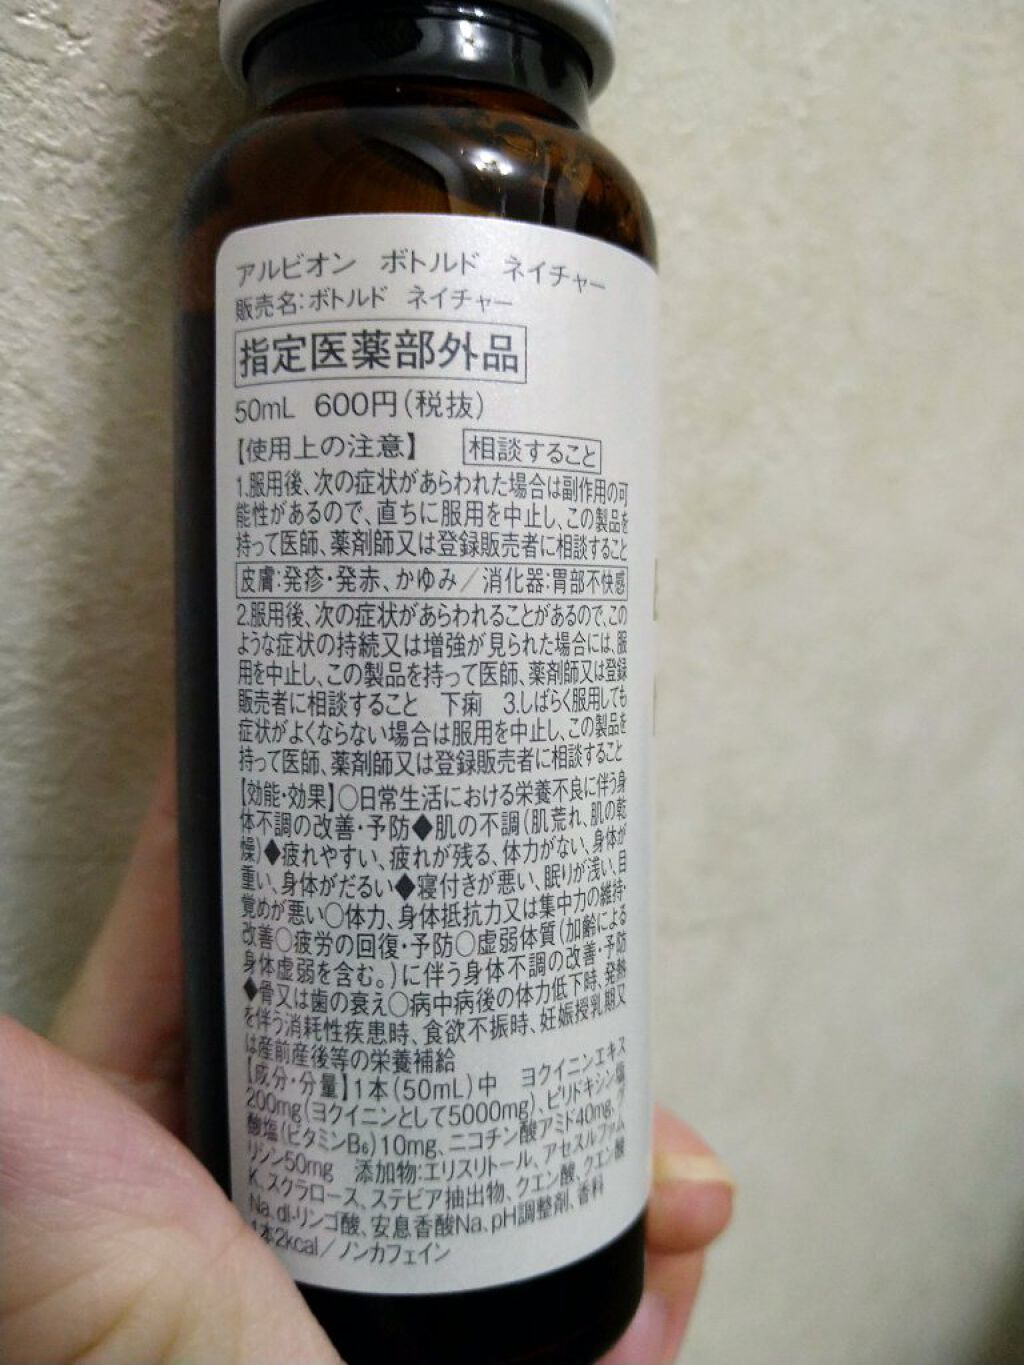 アルビオン ボトルド ネイチャー
販売名:ボトルド ネイチャー
指定医薬部外品
50mL 600円(税抜)
【使用上の注意】 相談すること
1.服用後、次の症状があらわれた場合は副作用の可
能性があるので、直ちに服用を中止し、この製品を
持って医師、薬剤師又は登録販売者に相談すること
皮膚:発疹・発赤、かゆみ/消化器:胃部不快感
2.服用後、次の症状があらわれることがあるので、この
ような症状の持続又は増強が見られた場合には、服
用を中止し、この製品を持って医師、薬剤師又は登録
販売者に相談すること 下痢 3.しばらく服用しても
症状がよくならない場合は服用を中止し、この製品を
持って医師、薬剤師又は登録販売者に相談すること
【効能・効果】○日常生活における栄養不良に伴う身
体不調の改善・予防◆肌の不調(肌荒れ、肌の乾
燥)◆疲れやすい、疲れが残る、体力がない、身体が
重い、身体がだるい◆寝付きが悪い、眠りが浅い、目
覚めが悪い○体力、身体抵抗力又は集中力の維持・
改善○疲労の回復・予防○虚弱体質(加齢による
身体虚弱を含む。)に伴う身体不調の改善・予防
◆骨又は歯の衰え○病中病後の体力低下時、発熱
を伴う消耗性疾患時、食欲不振時、妊娠授乳期又
は産前産後等の栄養補給
【成分・分量】1本(50mL)中 ヨクイニンエキス
200mg(ヨクイニンとして5000mg)、ピリドキシン塩
酸塩(ビタミンB6)10mg、ニコチン酸アミド40mg、グ
リシン50mg 添加物:エリスリトール、アセスルファム
K、スクラロース、ステビア抽出物、クエン酸、クエン酸
Na、dl-リンゴ酸、安息香酸Na、pH調整剤、香料
1本2kcal/ノンカフェイン